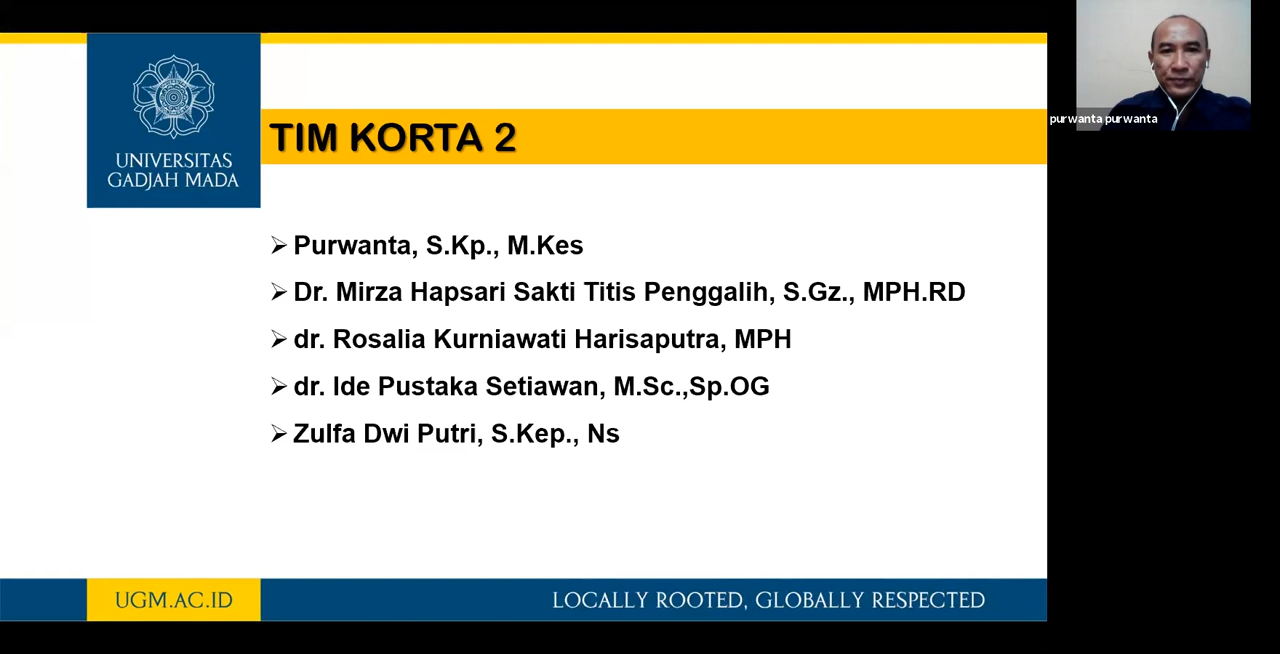 UNIVERSITAS
GADJAH MADA
TIM KORTA 2
purwanta purwanta
➢ Purwanta, S.Kp., M.Kes
➢ Dr. Mirza Hapsari Sakti Titis Penggalih, S.Gz., MPH.RD
➢ dr. Rosalia Kurniawati Harisaputra, MPH
➢ dr. Ide Pustaka Setiawan, M.Sc.,Sp.OG
➢ Zulfa Dwi Putri, S.Kep., Ns
UGM.AC.ID
LOCALLY ROOTED, GLOBALLY RESPECTED